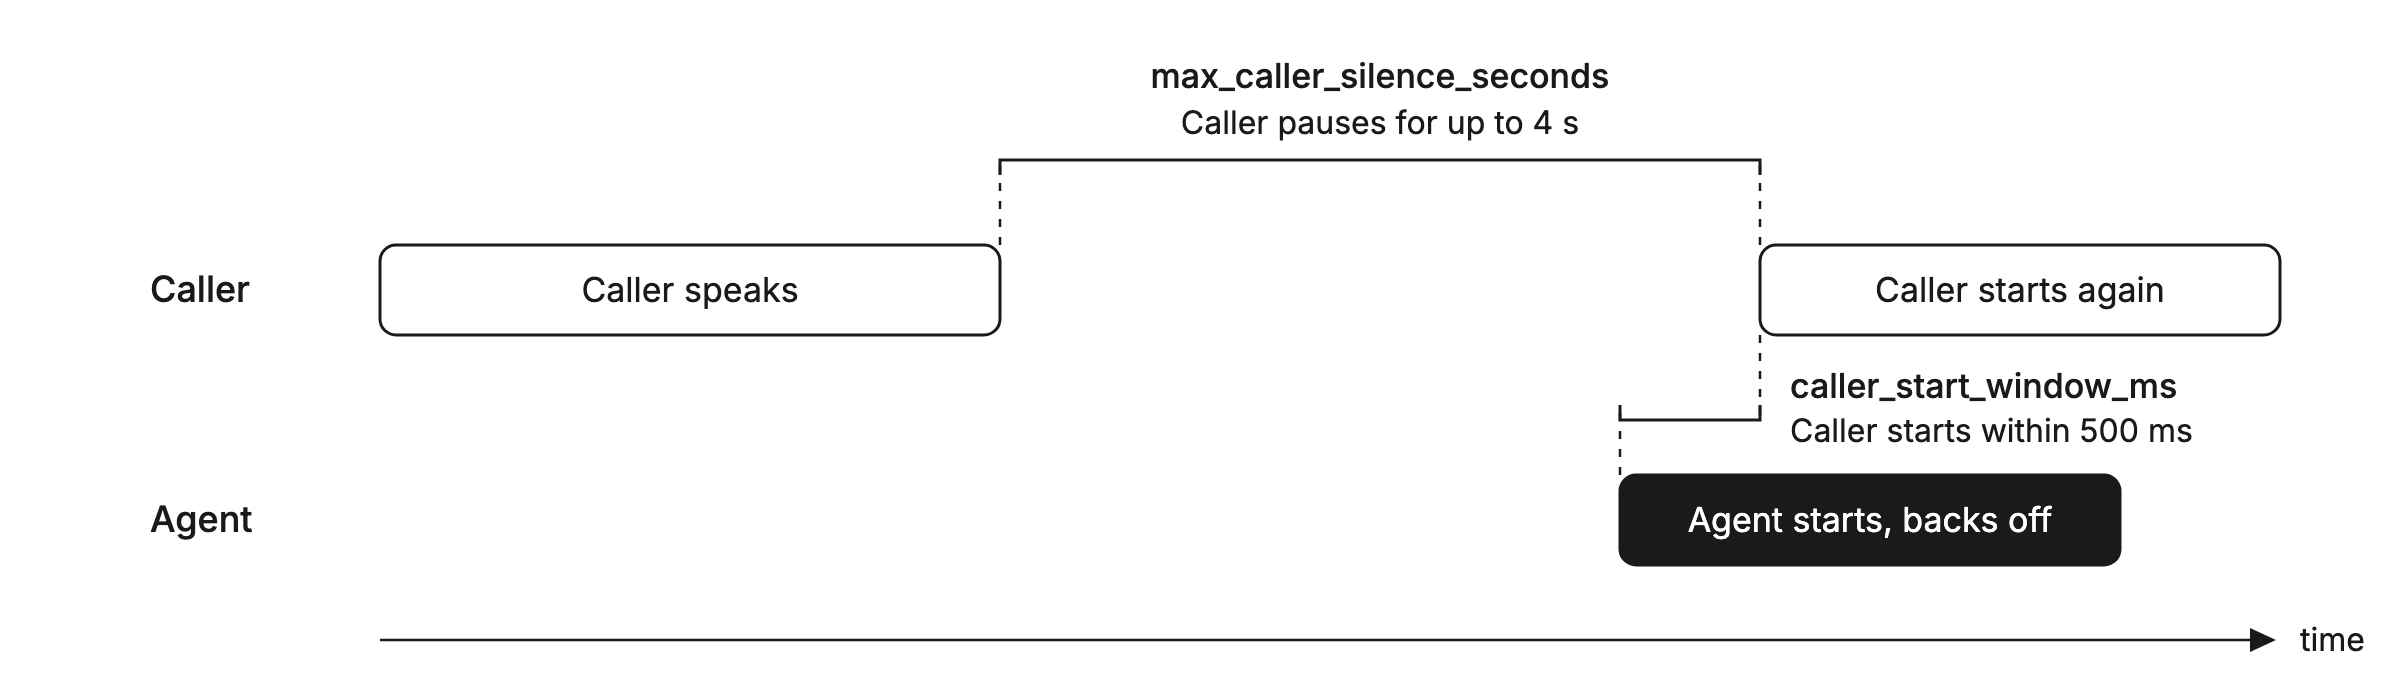 max_caller_silence_seconds
Caller pauses for up to 4 s
Caller
Caller speaks
Caller starts again
caller_start_window_ms
Caller starts within 500 ms
Agent
Agent starts, backs off
time